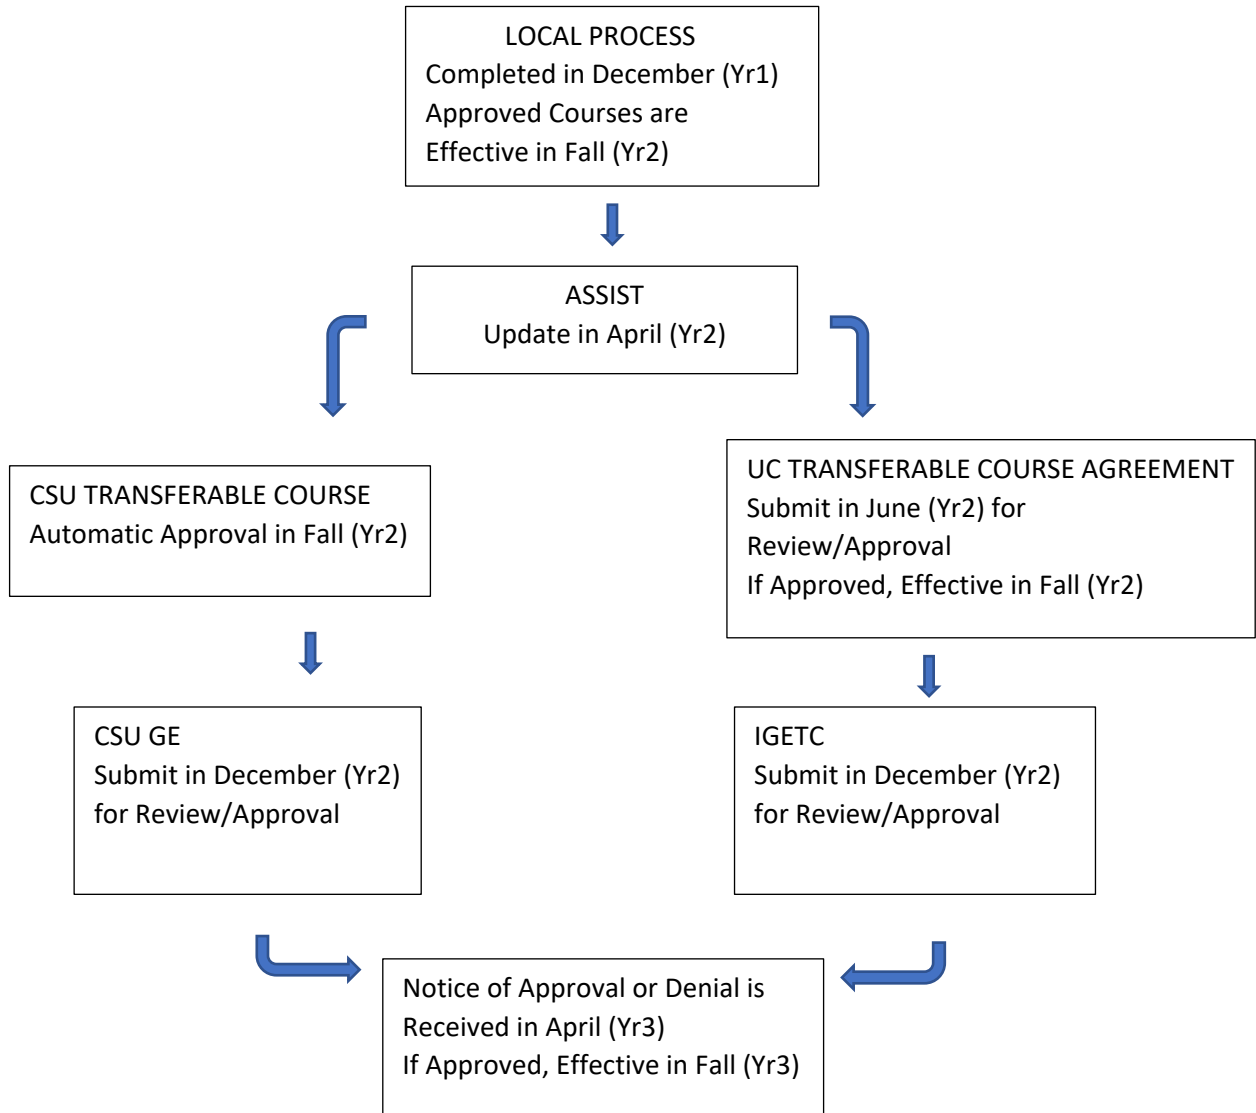 LOCAL PROCESS
Completed in December (Yr1)
Approved Courses are
Effective in Fall (Yr2)
ASSIST
Update in April (Yr2)
CSU TRANSFERABLE COURSE
Automatic Approval in Fall (Yr2)
UC TRANSFERABLE COURSE AGREEMENT
Submit in June (Yr2) for
Review/Approval
If Approved, Effective in Fall (Yr2)
CSU GE
Submit in December (Yr2)
for Review/Approval
IGETC
Submit in December (Yr2)
for Review/Approval
Notice of Approval or Denial is
Received in April (Yr3)
If Approved, Effective in Fall (Yr3)